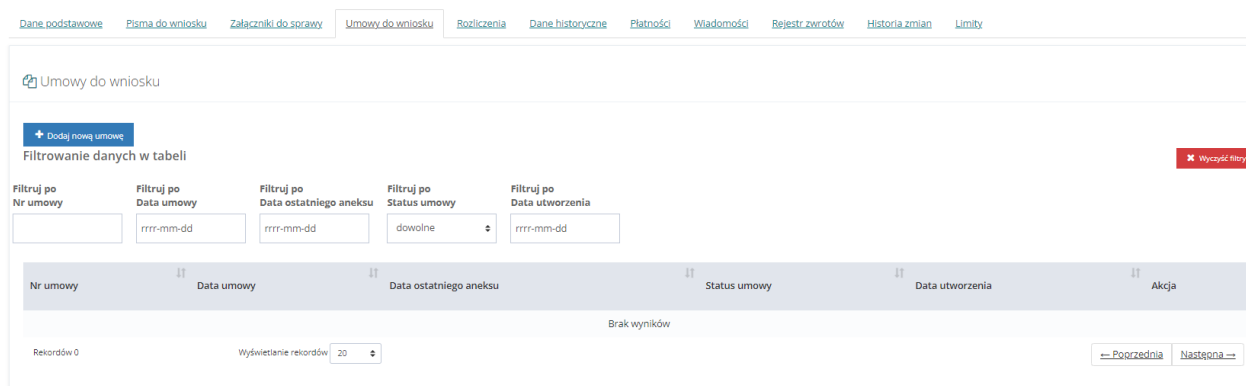 Dane podstawowe Pisma do wniosku Załączniki do sprawy Umowy do wniosku Rozliczenia Dane historyczne Płatności Wiadomości Rejestr zwrotów Historia zmian Limity
Umowy do wniosku
Dodaj nową umowę
Filtrowanie danych w tabeli
Wyczyść filtry
Filtruj po Filtruj po Filtruj po Filtruj po Filtruj po
Nr umowy Data umowy Data ostatniego aneksu Status umowy Data utworzenia
rrrr-mm-dd rrrr-mm-dd dowolne rrrr-mm-dd
Nr umowy Data umowy Data ostatniego aneksu Status umowy Data utworzenia Akcja
Brak wyników
Rekordów 0 Wyświetlanie rekordów 20 ← Poprzednia Następna →